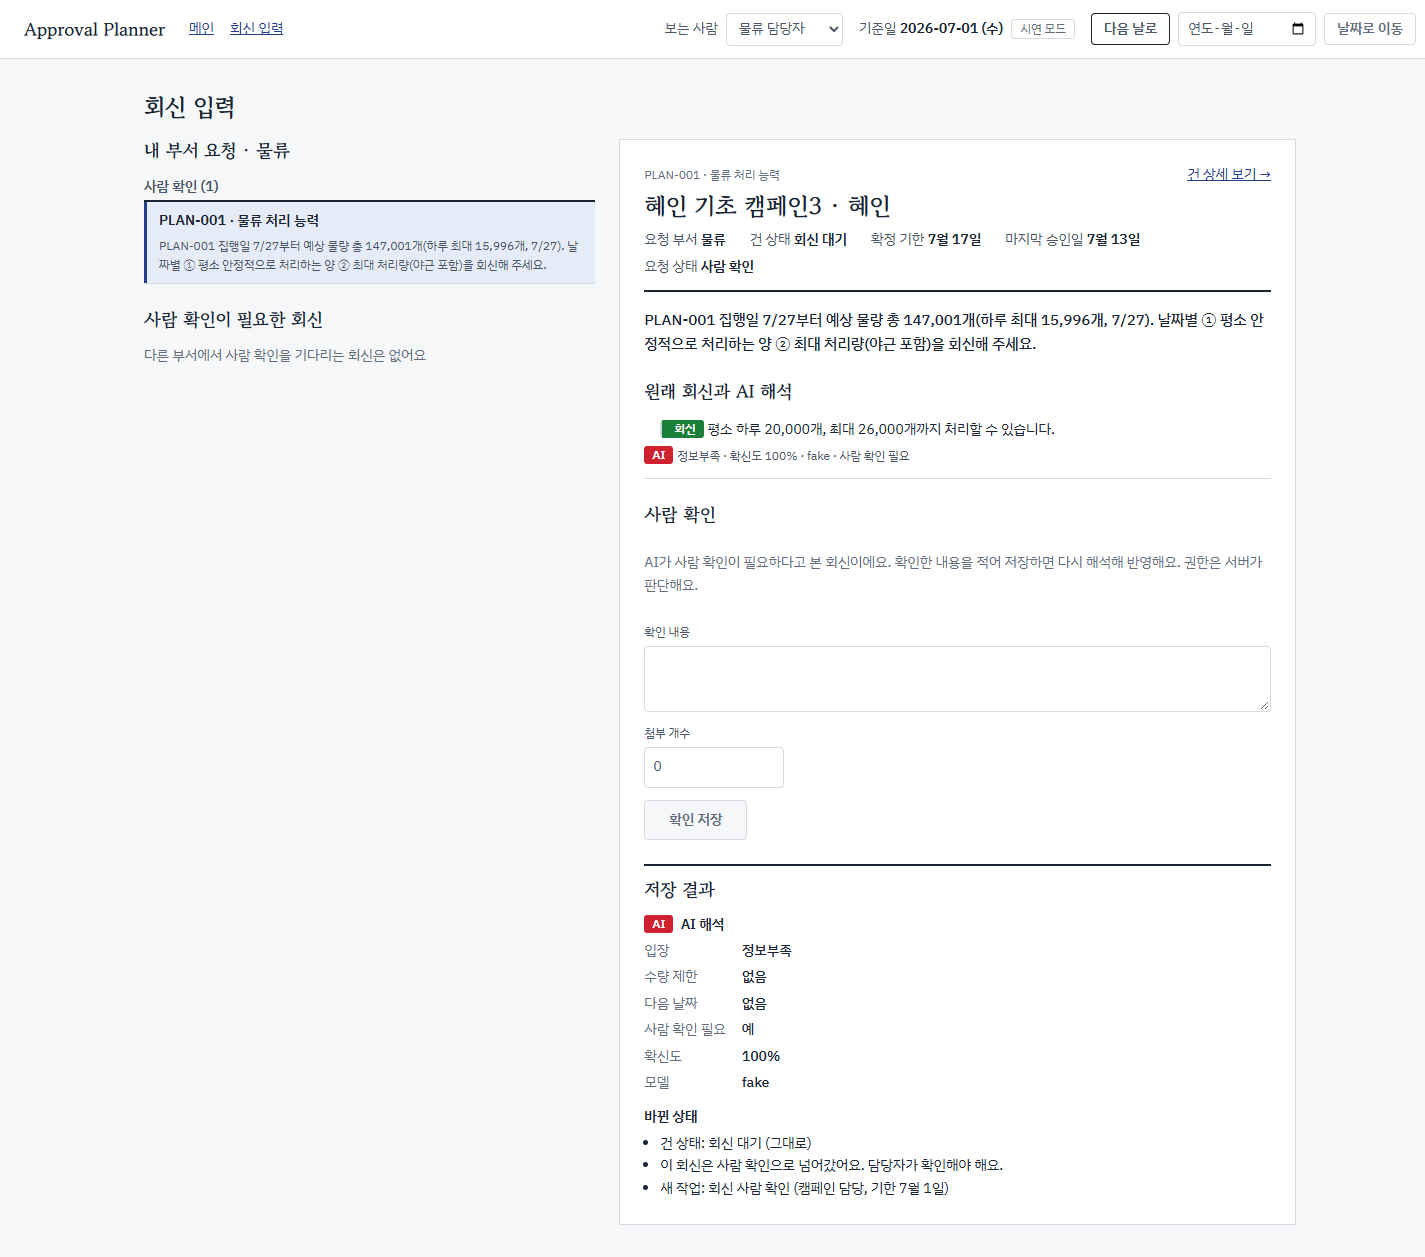 Approval Planner 메인 회신 입력 보는 사람 물류 담당자 기준일 2026-07-01 (수) 시연 모드 다음 날로 연도-월-일 날짜로 이동
회신 입력
내 부서 요청 · 물류
사람 확인 (1)
PLAN-001 · 물류 처리 능력
PLAN-001 집행일 7/27부터 예상 물량 총 147,001개(하루 최대 15,996개, 7/27). 날
짜별 ① 평소 안정적으로 처리하는 양 ② 최대 처리량(야근 포함)을 회신해 주세요.
사람 확인이 필요한 회신
다른 부서에서 사람 확인을 기다리는 회신은 없어요
PLAN-001 · 물류 처리 능력 건 상세 보기 →
혜인 기초 캠페인3 · 혜인
요청 부서 물류 건 상태 회신 대기 확정 기한 7월 17일 마지막 승인일 7월 13일
요청 상태 사람 확인
PLAN-001 집행일 7/27부터 예상 물량 총 147,001개(하루 최대 15,996개, 7/27). 날짜별 ① 평소 안
정적으로 처리하는 양 ② 최대 처리량(야근 포함)을 회신해 주세요.
원래 회신과 AI 해석
회신 평소 하루 20,000개, 최대 26,000개까지 처리할 수 있습니다.
AI 정보부족 · 확신도 100% · fake · 사람 확인 필요
사람 확인
AI가 사람 확인이 필요하다고 본 회신이에요. 확인한 내용을 적어 저장하면 다시 해석해 반영해요. 권한은 서버가
판단해요.
확인 내용
첨부 개수
0
확인 저장
저장 결과
AI AI 해석
입장 정보부족
수량 제한 없음
다음 날짜 없음
사람 확인 필요 예
확신도 100%
모델 fake
바뀐 상태
• 건 상태: 회신 대기 (그대로)
• 이 회신은 사람 확인으로 넘어갔어요. 담당자가 확인해야 해요.
• 새 작업: 회신 사람 확인 (캠페인 담당, 기한 7월 1일)